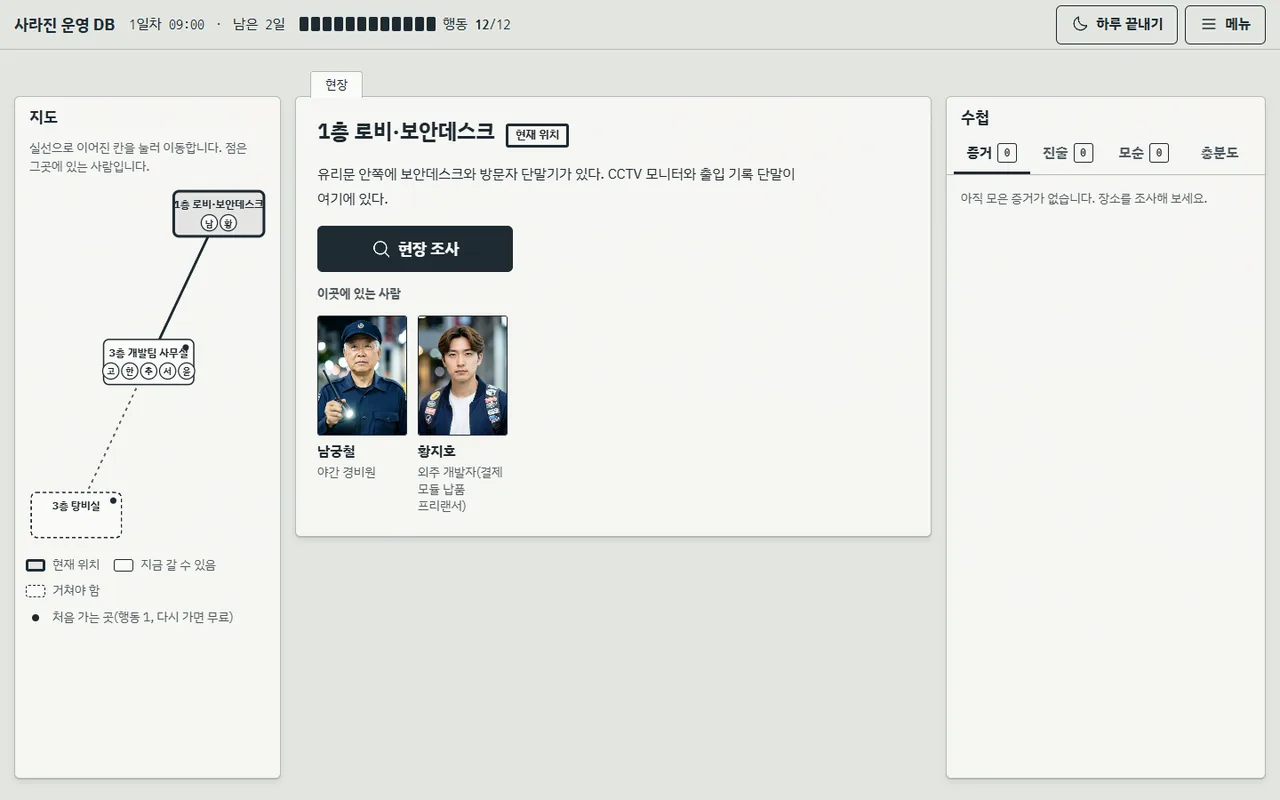 사라진 운영 DB
1일차 09:00 · 남은 2일
행동 12/12
하루 끝내기
메뉴
지도
실선으로 이어진 칸을 눌러 이동합니다. 점은
그곳에 있는 사람입니다.
1층 로비·보안데스크
남 황
3층 개발팀 사무실
고 한 추 서 윤
3층 탕비실
현재 위치
지금 갈 수 있음
거쳐야 함
처음 가는 곳(행동 1, 다시 가면 무료)
현장
1층 로비·보안데스크
현재 위치
유리문 안쪽에 보안데스크와 방문자 단말기가 있다. CCTV 모니터와 출입 기록 단말이
여기에 있다.
현장 조사
이곳에 있는 사람
남궁철
야간 경비원
황지호
외주 개발자(결제
모듈 납품
프리랜서)
수첩
증거 0
진술 0
모순 0
충분도
아직 모은 증거가 없습니다. 장소를 조사해 보세요.